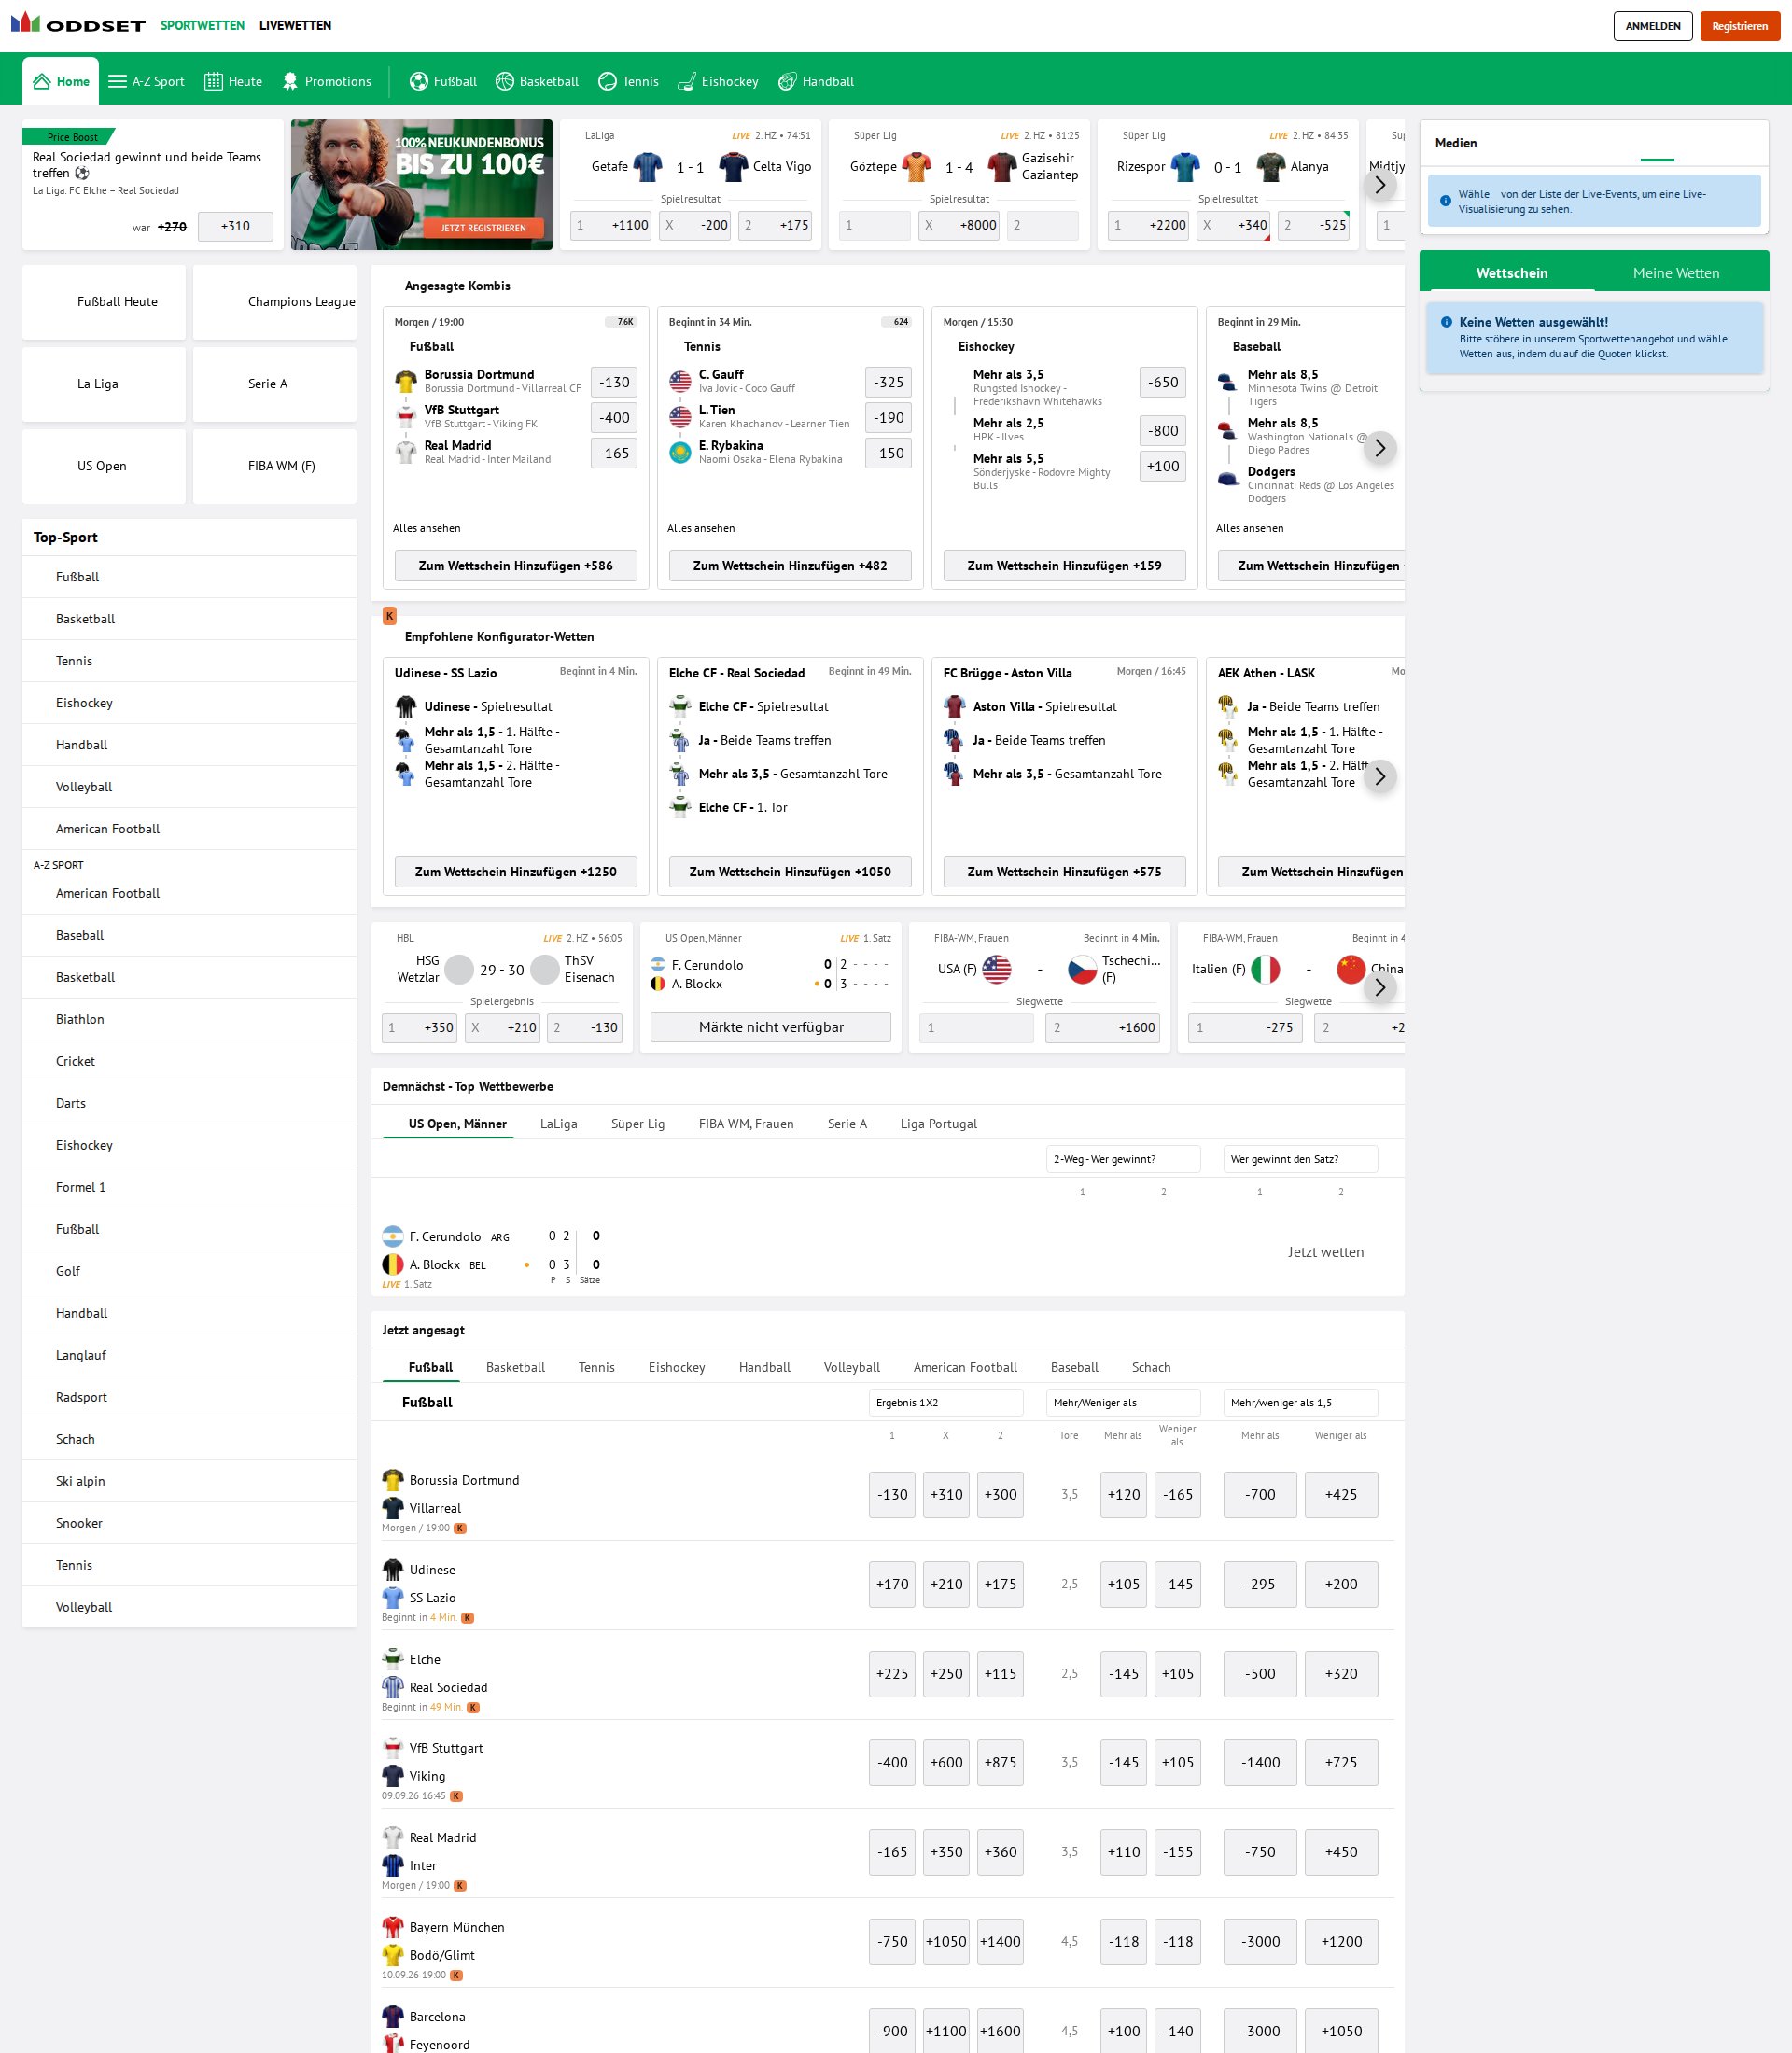 ODDSET
SPORTWETTEN
LIVEWETTEN
ANMELDEN
Registrieren
Home
A-Z Sport
Heute
Promotions
Fußball
Basketball
Tennis
Eishockey
Handball
Price Boost
Real Sociedad gewinnt und beide Teams
treffen ⚽
La Liga: FC Elche – Real Sociedad
war +270
+310
100% NEUKUNDENBONUS
BIS ZU 100€
JETZT REGISTRIEREN
LaLiga
LIVE 2. HZ • 74:51
Getafe 1 - 1 Celta Vigo
Spielresultat
1 +1100
X -200
2 +175
Süper Lig
LIVE 2. HZ • 81:25
Göztepe 1 - 4 Gazisehir
Gaziantep
Spielresultat
1
X +8000
2
Süper Lig
LIVE 2. HZ • 84:35
Rizespor 0 - 1 Alanya
Spielresultat
1 +2200
X +340
2 -525
1
Medien
Wähle von der Liste der Live-Events, um eine Live-
Visualisierung zu sehen.
Wettschein
Meine Wetten
Keine Wetten ausgewählt!
Bitte stöbere in unserem Sportwettenangebot und wähle
Wetten aus, indem du auf die Quoten klickst.
Fußball Heute
Champions League
La Liga
Serie A
US Open
FIBA WM (F)
Top-Sport
Fußball
Basketball
Tennis
Eishockey
Handball
Volleyball
American Football
A-Z SPORT
American Football
Baseball
Basketball
Biathlon
Cricket
Darts
Eishockey
Formel 1
Fußball
Golf
Handball
Langlauf
Radsport
Schach
Ski alpin
Snooker
Tennis
Volleyball
Angesagte Kombis
Morgen / 19:00
7.6K
Fußball
Borussia Dortmund
Borussia Dortmund - Villarreal CF
-130
VfB Stuttgart
VfB Stuttgart - Viking FK
-400
Real Madrid
Real Madrid - Inter Mailand
-165
Alles ansehen
Zum Wettschein Hinzufügen +586
Beginnt in 34 Min.
624
Tennis
C. Gauff
Iva Jovic - Coco Gauff
-325
L. Tien
Karen Khachanov - Learner Tien
-190
E. Rybakina
Naomi Osaka - Elena Rybakina
-150
Alles ansehen
Zum Wettschein Hinzufügen +482
Morgen / 15:30
Eishockey
Mehr als 3,5
Rungsted Ishockey -
Frederikshavn Whitehawks
-650
Mehr als 2,5
HPK - Ilves
-800
Mehr als 5,5
Sönderjyske - Rodovre Mighty
Bulls
+100
Zum Wettschein Hinzufügen +159
Beginnt in 29 Min.
Baseball
Mehr als 8,5
Minnesota Twins @ Detroit
Tigers
Mehr als 8,5
Washington Nationals @
Diego Padres
Dodgers
Cincinnati Reds @ Los Angeles
Dodgers
Alles ansehen
Zum Wettschein Hinzufügen
K
Empfohlene Konfigurator-Wetten
Udinese - SS Lazio
Beginnt in 4 Min.
Udinese - Spielresultat
Mehr als 1,5 - 1. Hälfte -
Gesamtanzahl Tore
Mehr als 1,5 - 2. Hälfte -
Gesamtanzahl Tore
Zum Wettschein Hinzufügen +1250
Elche CF - Real Sociedad
Beginnt in 49 Min.
Elche CF - Spielresultat
Ja - Beide Teams treffen
Mehr als 3,5 - Gesamtanzahl Tore
Elche CF - 1. Tor
Zum Wettschein Hinzufügen +1050
FC Brügge - Aston Villa
Morgen / 16:45
Aston Villa - Spielresultat
Ja - Beide Teams treffen
Mehr als 3,5 - Gesamtanzahl Tore
Zum Wettschein Hinzufügen +575
AEK Athen - LASK
Mo
Ja - Beide Teams treffen
Mehr als 1,5 - 1. Hälfte -
Gesamtanzahl Tore
Mehr als 1,5 - 2.
Gesamtanzahl Tore
Zum Wettschein Hinzufügen
HBL
LIVE 2. HZ • 56:05
HSG
Wetzlar
29 - 30
ThSV
Eisenach
Spielergebnis
1 +350
X +210
2 -130
US Open, Männer
LIVE 1. Satz
F. Cerundolo 0 2 - - - -
A. Blockx • 0 3 - - - -
Märkte nicht verfügbar
FIBA-WM, Frauen
Beginnt in 4 Min.
USA (F) - Tschechi...
(F)
Siegwette
1
2 +1600
FIBA-WM, Frauen
Beginnt in
Italien (F) - China
Siegwette
1 -275
2
Demnächst - Top Wettbewerbe
US Open, Männer
LaLiga
Süper Lig
FIBA-WM, Frauen
Serie A
Liga Portugal
2-Weg - Wer gewinnt?
Wer gewinnt den Satz?
1 2 1 2
F. Cerundolo ARG 0 2 0
A. Blockx BEL • 0 3 0
LIVE 1. Satz P S Sätze
Jetzt wetten
Jetzt angesagt
Fußball
Basketball
Tennis
Eishockey
Handball
Volleyball
American Football
Baseball
Schach
Fußball
Ergebnis 1X2
Mehr/Weniger als
Mehr/weniger als 1,5
1 X 2 Tore Mehr als Weniger
als
Mehr als Weniger als
Borussia Dortmund
Villarreal
Morgen / 19:00 K
-130 +310 +300 3,5 +120 -165 -700 +425
Udinese
SS Lazio
Beginnt in 4 Min. K
+170 +210 +175 2,5 +105 -145 -295 +200
Elche
Real Sociedad
Beginnt in 49 Min. K
+225 +250 +115 2,5 -145 +105 -500 +320
VfB Stuttgart
Viking
09.09.26 16:45 K
-400 +600 +875 3,5 -145 +105 -1400 +725
Real Madrid
Inter
Morgen / 19:00 K
-165 +350 +360 3,5 +110 -155 -750 +450
Bayern München
Bodö/Glimt
10.09.26 19:00 K
-750 +1050 +1400 4,5 -118 -118 -3000 +1200
Barcelona
Feyenoord
-900 +1100 +1600 4,5 +100 -140 -3000 +1050